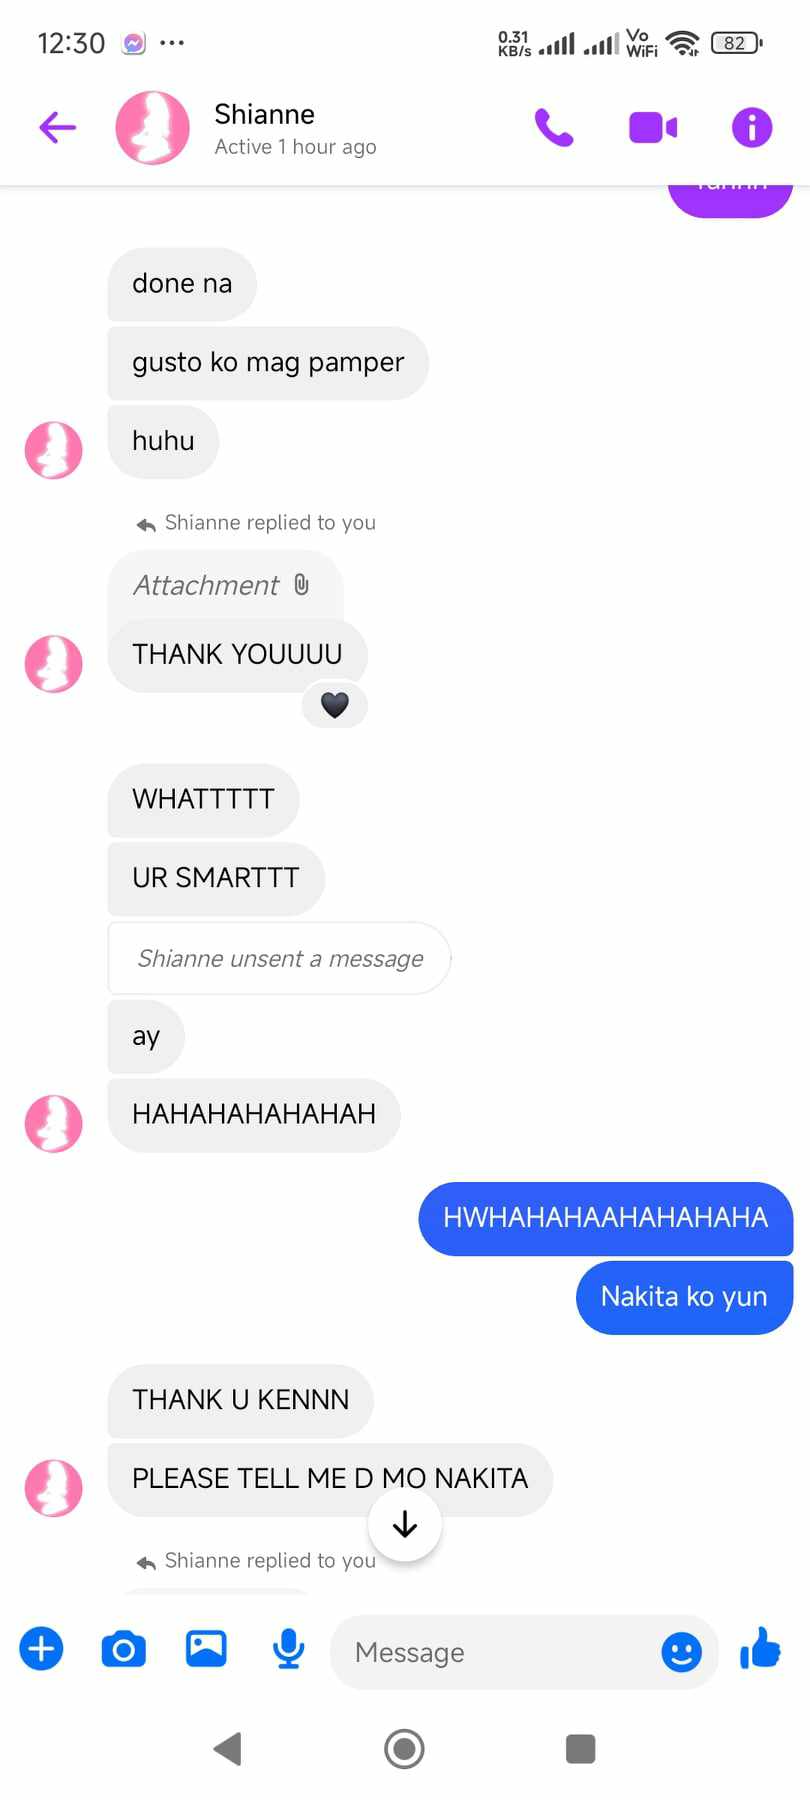 12:30
0.31 KB/s
Vo WiFi
82
Shianne
Active 1 hour ago
done na
gusto ko mag pamper
huhu
Shianne replied to you
Attachment
THANK YOUUUU
WHATTTTT
UR SMARTTT
Shianne unsent a message
ay
HAHAHAHAHAHAH
HWHAHAHAAHAHAHAHA
Nakita ko yun
THANK U KENNN
PLEASE TELL ME D MO NAKITA
Shianne replied to you
Message